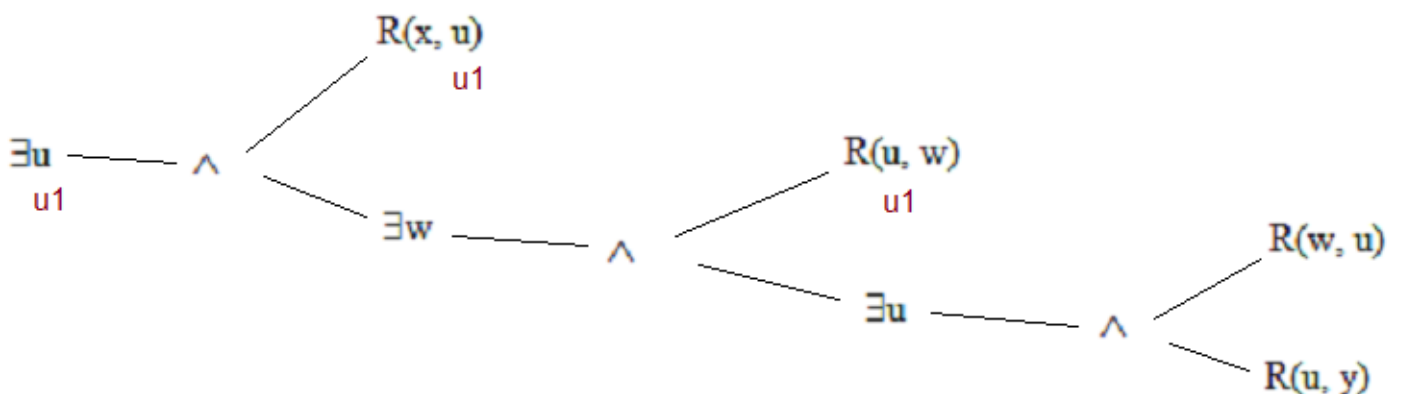 R(x, u)
u1
∃u
∧
u1
R(u, w)
u1
∃w
∧
R(w, u)
∃u
∧
R(u, y)